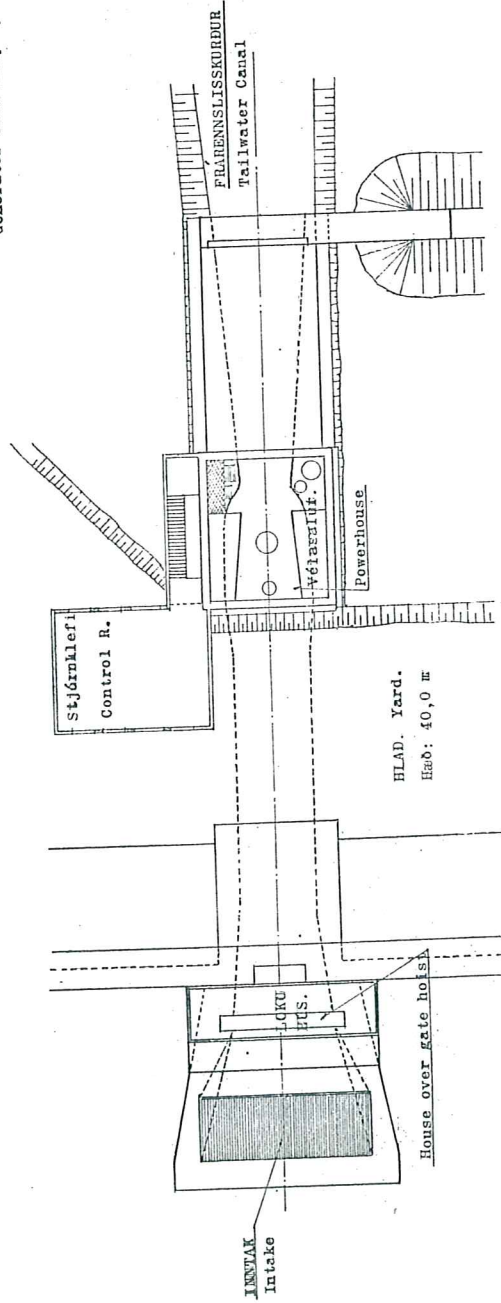 INNTAK
Intake
LOKU
HÚS.
House over gate hoist
Stjórnklefi
Control R.
HLAD. Yard.
Hæð: 40,0 m
Vélasalur.
Powerhouse
FRÁRENNSLISSKURÐUR
Tailwater Canal